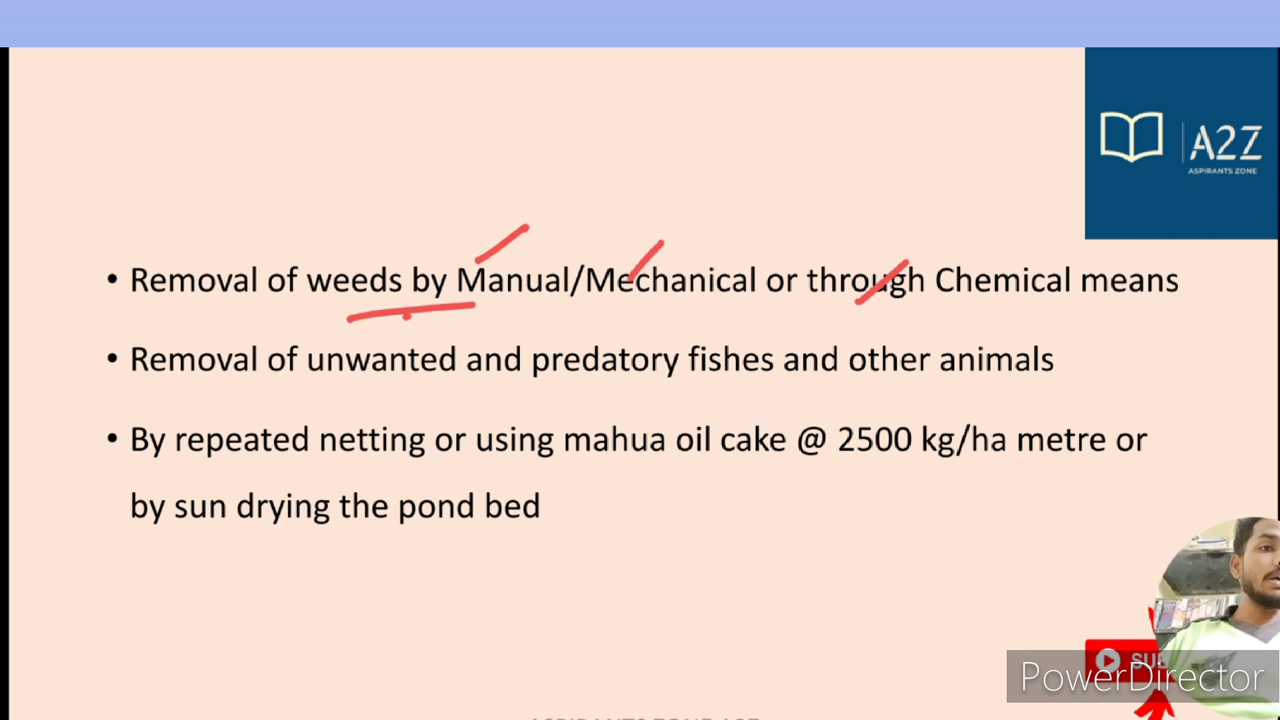 A2Z
ASPIRANTS ZONE
• Removal of weeds by Manual/Mechanical or through Chemical means
• Removal of unwanted and predatory fishes and other animals
• By repeated netting or using mahua oil cake @ 2500 kg/ha metre or
by sun drying the pond bed
PowerDirector